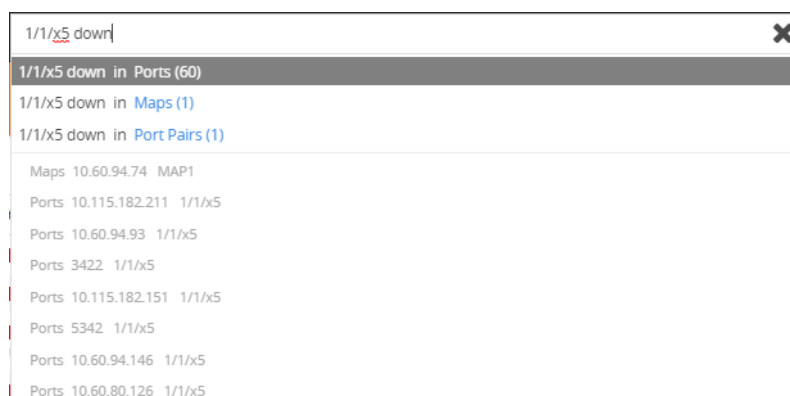 1/1/x5 down
1/1/x5 down in Ports (60)
1/1/x5 down in Maps (1)
1/1/x5 down in Port Pairs (1)
Maps 10.60.94.74 MAP1
Ports 10.115.182.211 1/1/x5
Ports 10.60.94.93 1/1/x5
Ports 3422 1/1/x5
Ports 10.115.182.151 1/1/x5
Ports 5342 1/1/x5
Ports 10.60.94.146 1/1/x5
Ports 10.60.80.126 1/1/x5